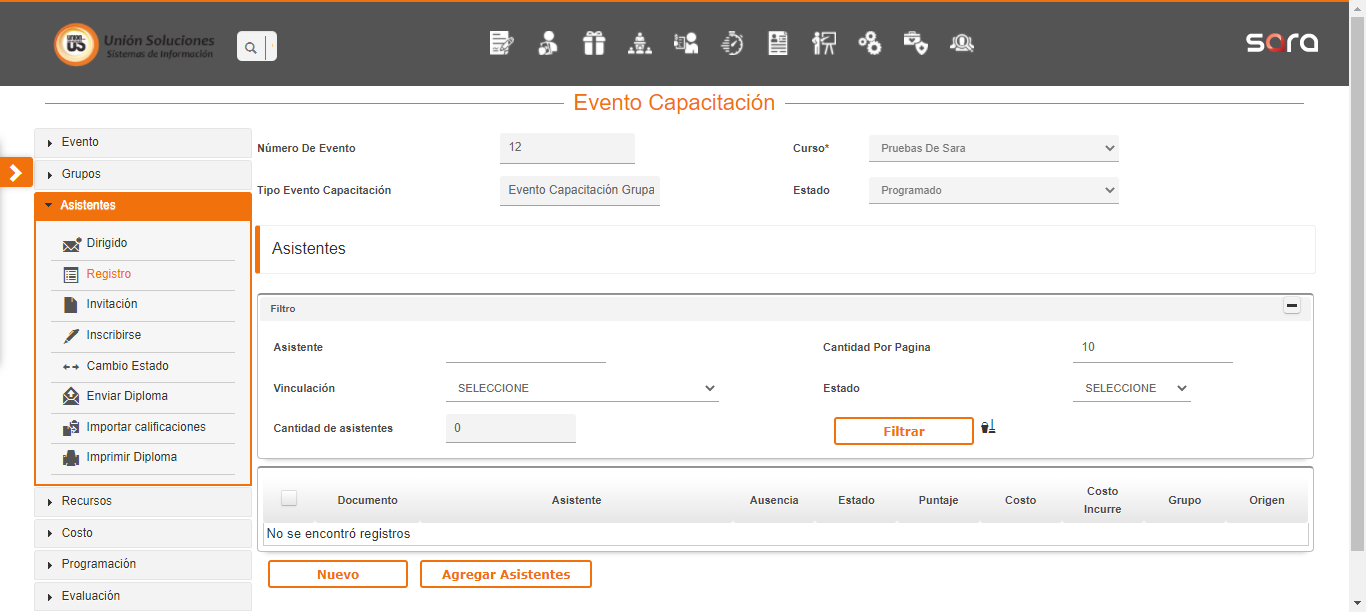 UNION
US
Unión Soluciones
Sistemas de Información
sara
Evento Capacitación
Evento
Grupos
Asistentes
Dirigido
Registro
Invitación
Inscribirse
Cambio Estado
Enviar Diploma
Importar calificaciones
Imprimir Diploma
Recursos
Costo
Programación
Evaluación
Número De Evento 12 Curso* Pruebas De Sara
Tipo Evento Capacitación Evento Capacitación Grupa Estado Programado
Asistentes
Filtro
Asistente Cantidad Por Pagina 10
Vinculación SELECCIONE Estado SELECCIONE
Cantidad de asistentes 0 Filtrar
Documento Asistente Ausencia Estado Puntaje Costo Costo Incurre Grupo Origen
No se encontró registros
Nuevo Agregar Asistentes